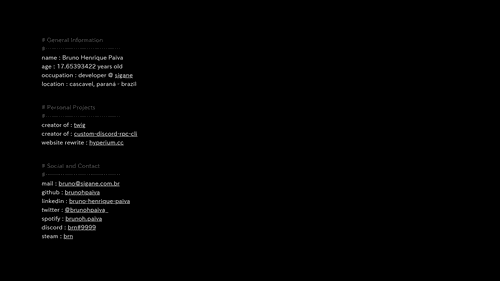 # General Information
# ------------------------------
name : Bruno Henrique Paiva
age : 17.65393422 years old
occupation : developer @ sigane
location : cascavel, paraná - brazil
# Personal Projects
# ------------------------------
creator of : twig
creator of : custom-discord-rpc-cli
website rewrite : hyperium.cc
# Social and Contact
# ------------------------------
mail : bruno@sigane.com.br
github : brunohpaiva
linkedin : bruno-henrique-paiva
twitter : @brunohpaiva_
spotify : brunoh.paiva
discord : brn#9999
steam : brn